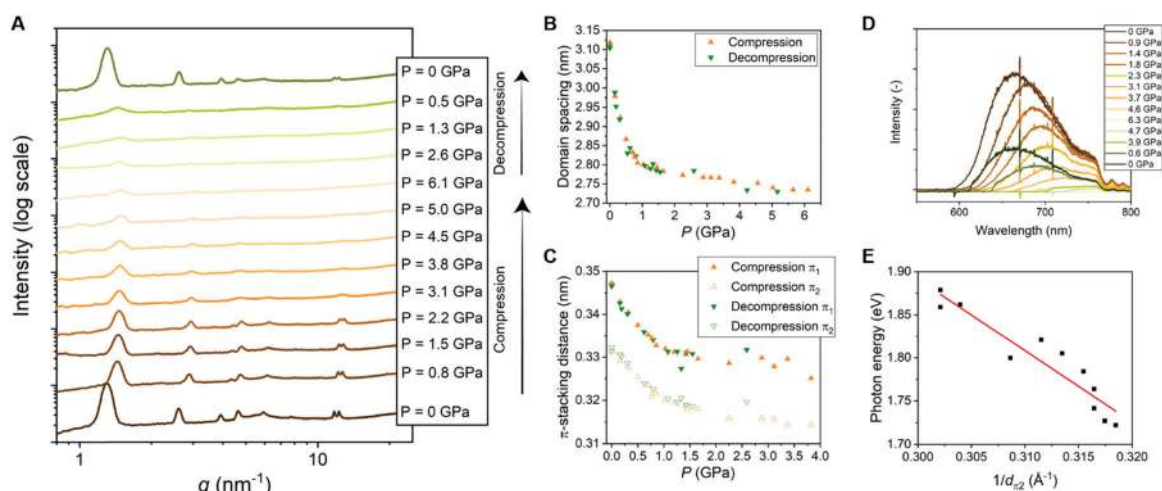 A
Intensity (log scale)
P = 0 GPa
P = 0.5 GPa
P = 1.3 GPa
P = 2.6 GPa
P = 6.1 GPa
P = 5.0 GPa
P = 4.5 GPa
P = 3.8 GPa
P = 3.1 GPa
P = 2.2 GPa
P = 1.5 GPa
P = 0.8 GPa
P = 0 GPa
Decompression
Compression
1
10
q (nm⁻¹)
B
Domain spacing (nm)
3.15
3.10
3.05
3.00
2.95
2.90
2.85
2.80
2.75
2.70
Compression
Decompression
0 1 2 3 4 5 6
P (GPa)
C
π-stacking distance (nm)
0.35
0.34
0.33
0.32
0.31
Compression π₁
Compression π₂
Decompression π₁
Decompression π₂
0.0 0.5 1.0 1.5 2.0 2.5 3.0 3.5 4.0
P (GPa)
D
Intensity (-)
0 GPa
0.9 GPa
1.4 GPa
1.8 GPa
2.3 GPa
3.1 GPa
3.7 GPa
4.6 GPa
6.3 GPa
4.7 GPa
3.9 GPa
0.6 GPa
0 GPa
600 700 800
Wavelength (nm)
E
Photon energy (eV)
1.90
1.85
1.80
1.75
1.70
0.300 0.305 0.310 0.315 0.320
1/dπ2 (Å⁻¹)